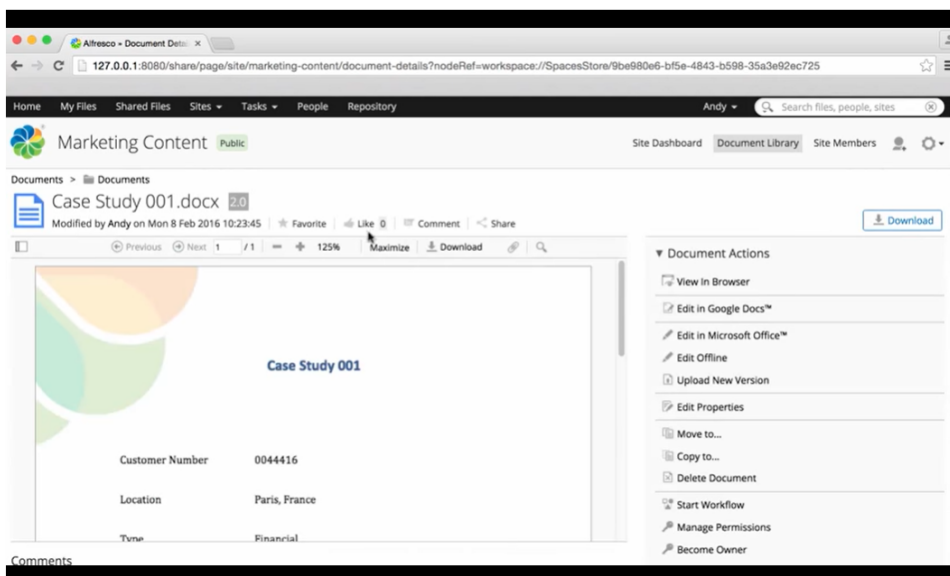 Alfresco » Document Deta
127.0.0.1:8080/share/page/site/marketing-content/document-details?nodeRef=workspace://SpacesStore/9be980e6-bf5e-4843-b598-35a3e92ec725
Home My Files Shared Files Sites Tasks People Repository Andy Search files, people, sites
Marketing Content Public Site Dashboard Document Library Site Members
Documents > Documents
Case Study 001.docx 2.0
Modified by Andy on Mon 8 Feb 2016 10:23:45 Favorite Like 0 Comment Share
Download
Previous Next 1 / 1 125% Maximize Download
Case Study 001
Customer Number 0044416
Location Paris, France
Type Financial
Comments
Document Actions
View In Browser
Edit in Google Docs™
Edit in Microsoft Office™
Edit Offline
Upload New Version
Edit Properties
Move to...
Copy to...
Delete Document
Start Workflow
Manage Permissions
Become Owner